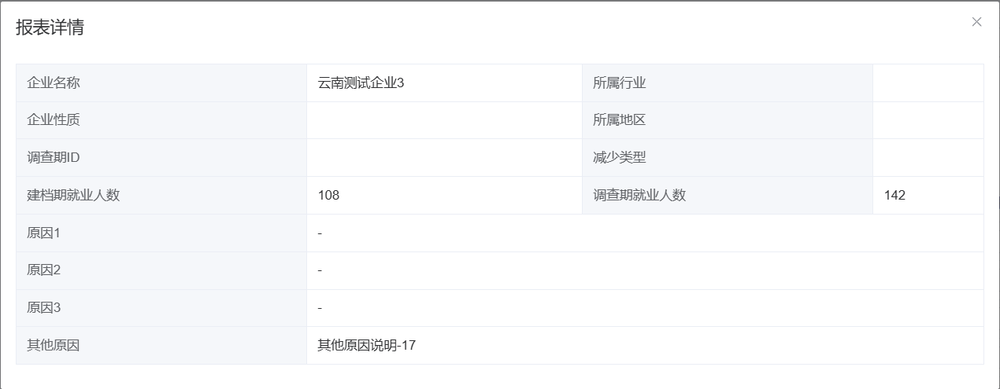 报表详情
企业名称 云南测试企业3 所属行业
企业性质 所属地区
调查期ID 减少类型
建档期就业人数 108 调查期就业人数 142
原因1 -
原因2 -
原因3 -
其他原因 其他原因说明-17